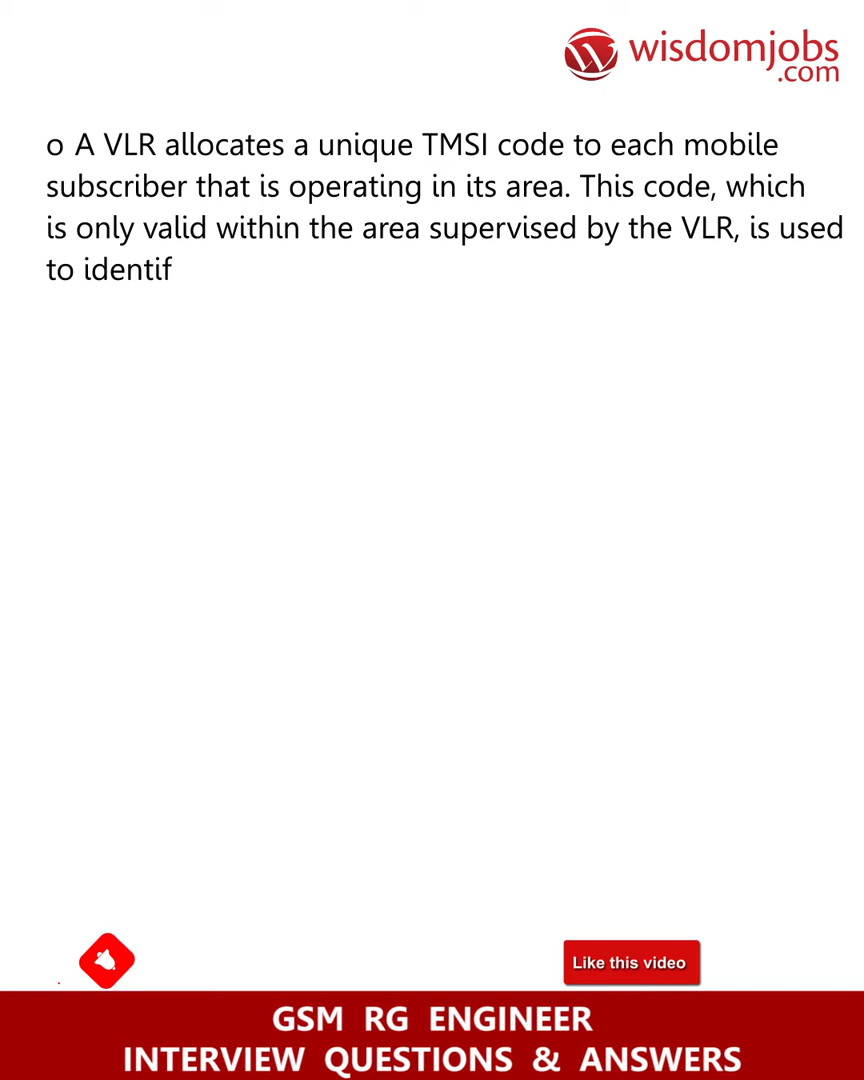 wisdomjobs
.com
o A VLR allocates a unique TMSI code to each mobile
subscriber that is operating in its area. This code, which
is only valid within the area supervised by the VLR, is used
to identif
Like this video
GSM RG ENGINEER
INTERVIEW QUESTIONS & ANSWERS